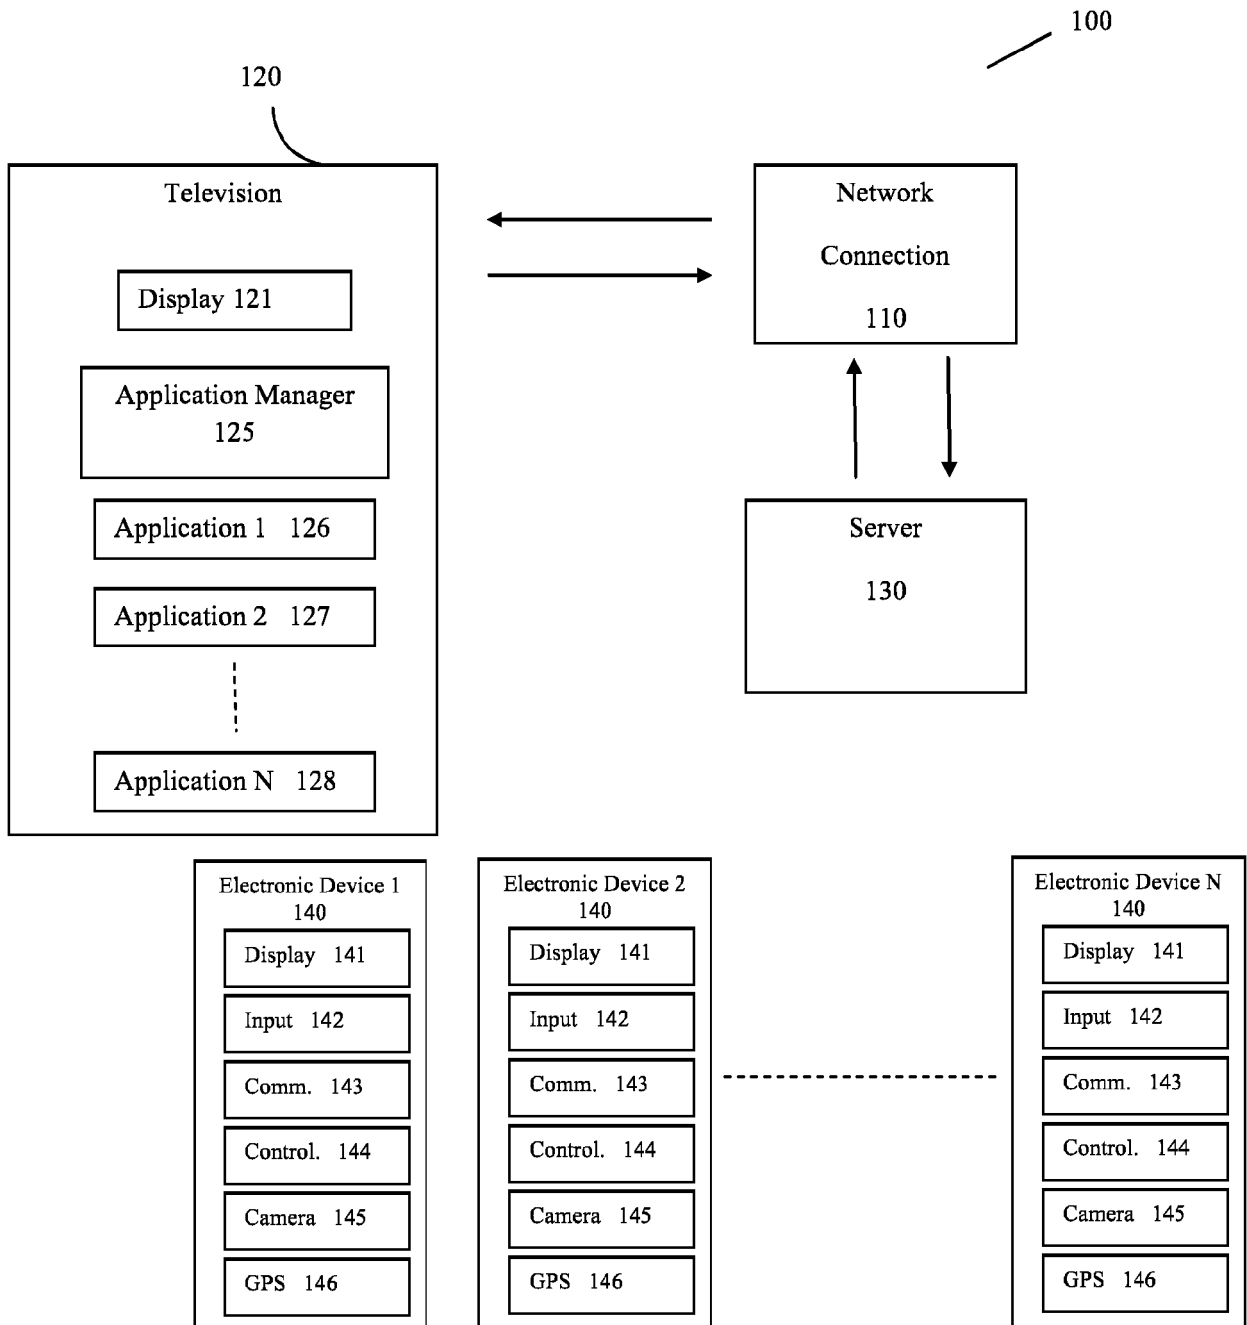 100
120
Television
Display 121
Application Manager
125
Application 1 126
Application 2 127
Application N 128
Network
Connection
110
Server
130
Electronic Device 1
140
Display 141
Input 142
Comm. 143
Control. 144
Camera 145
GPS 146
Electronic Device 2
140
Display 141
Input 142
Comm. 143
Control. 144
Camera 145
GPS 146
Electronic Device N
140
Display 141
Input 142
Comm. 143
Control. 144
Camera 145
GPS 146